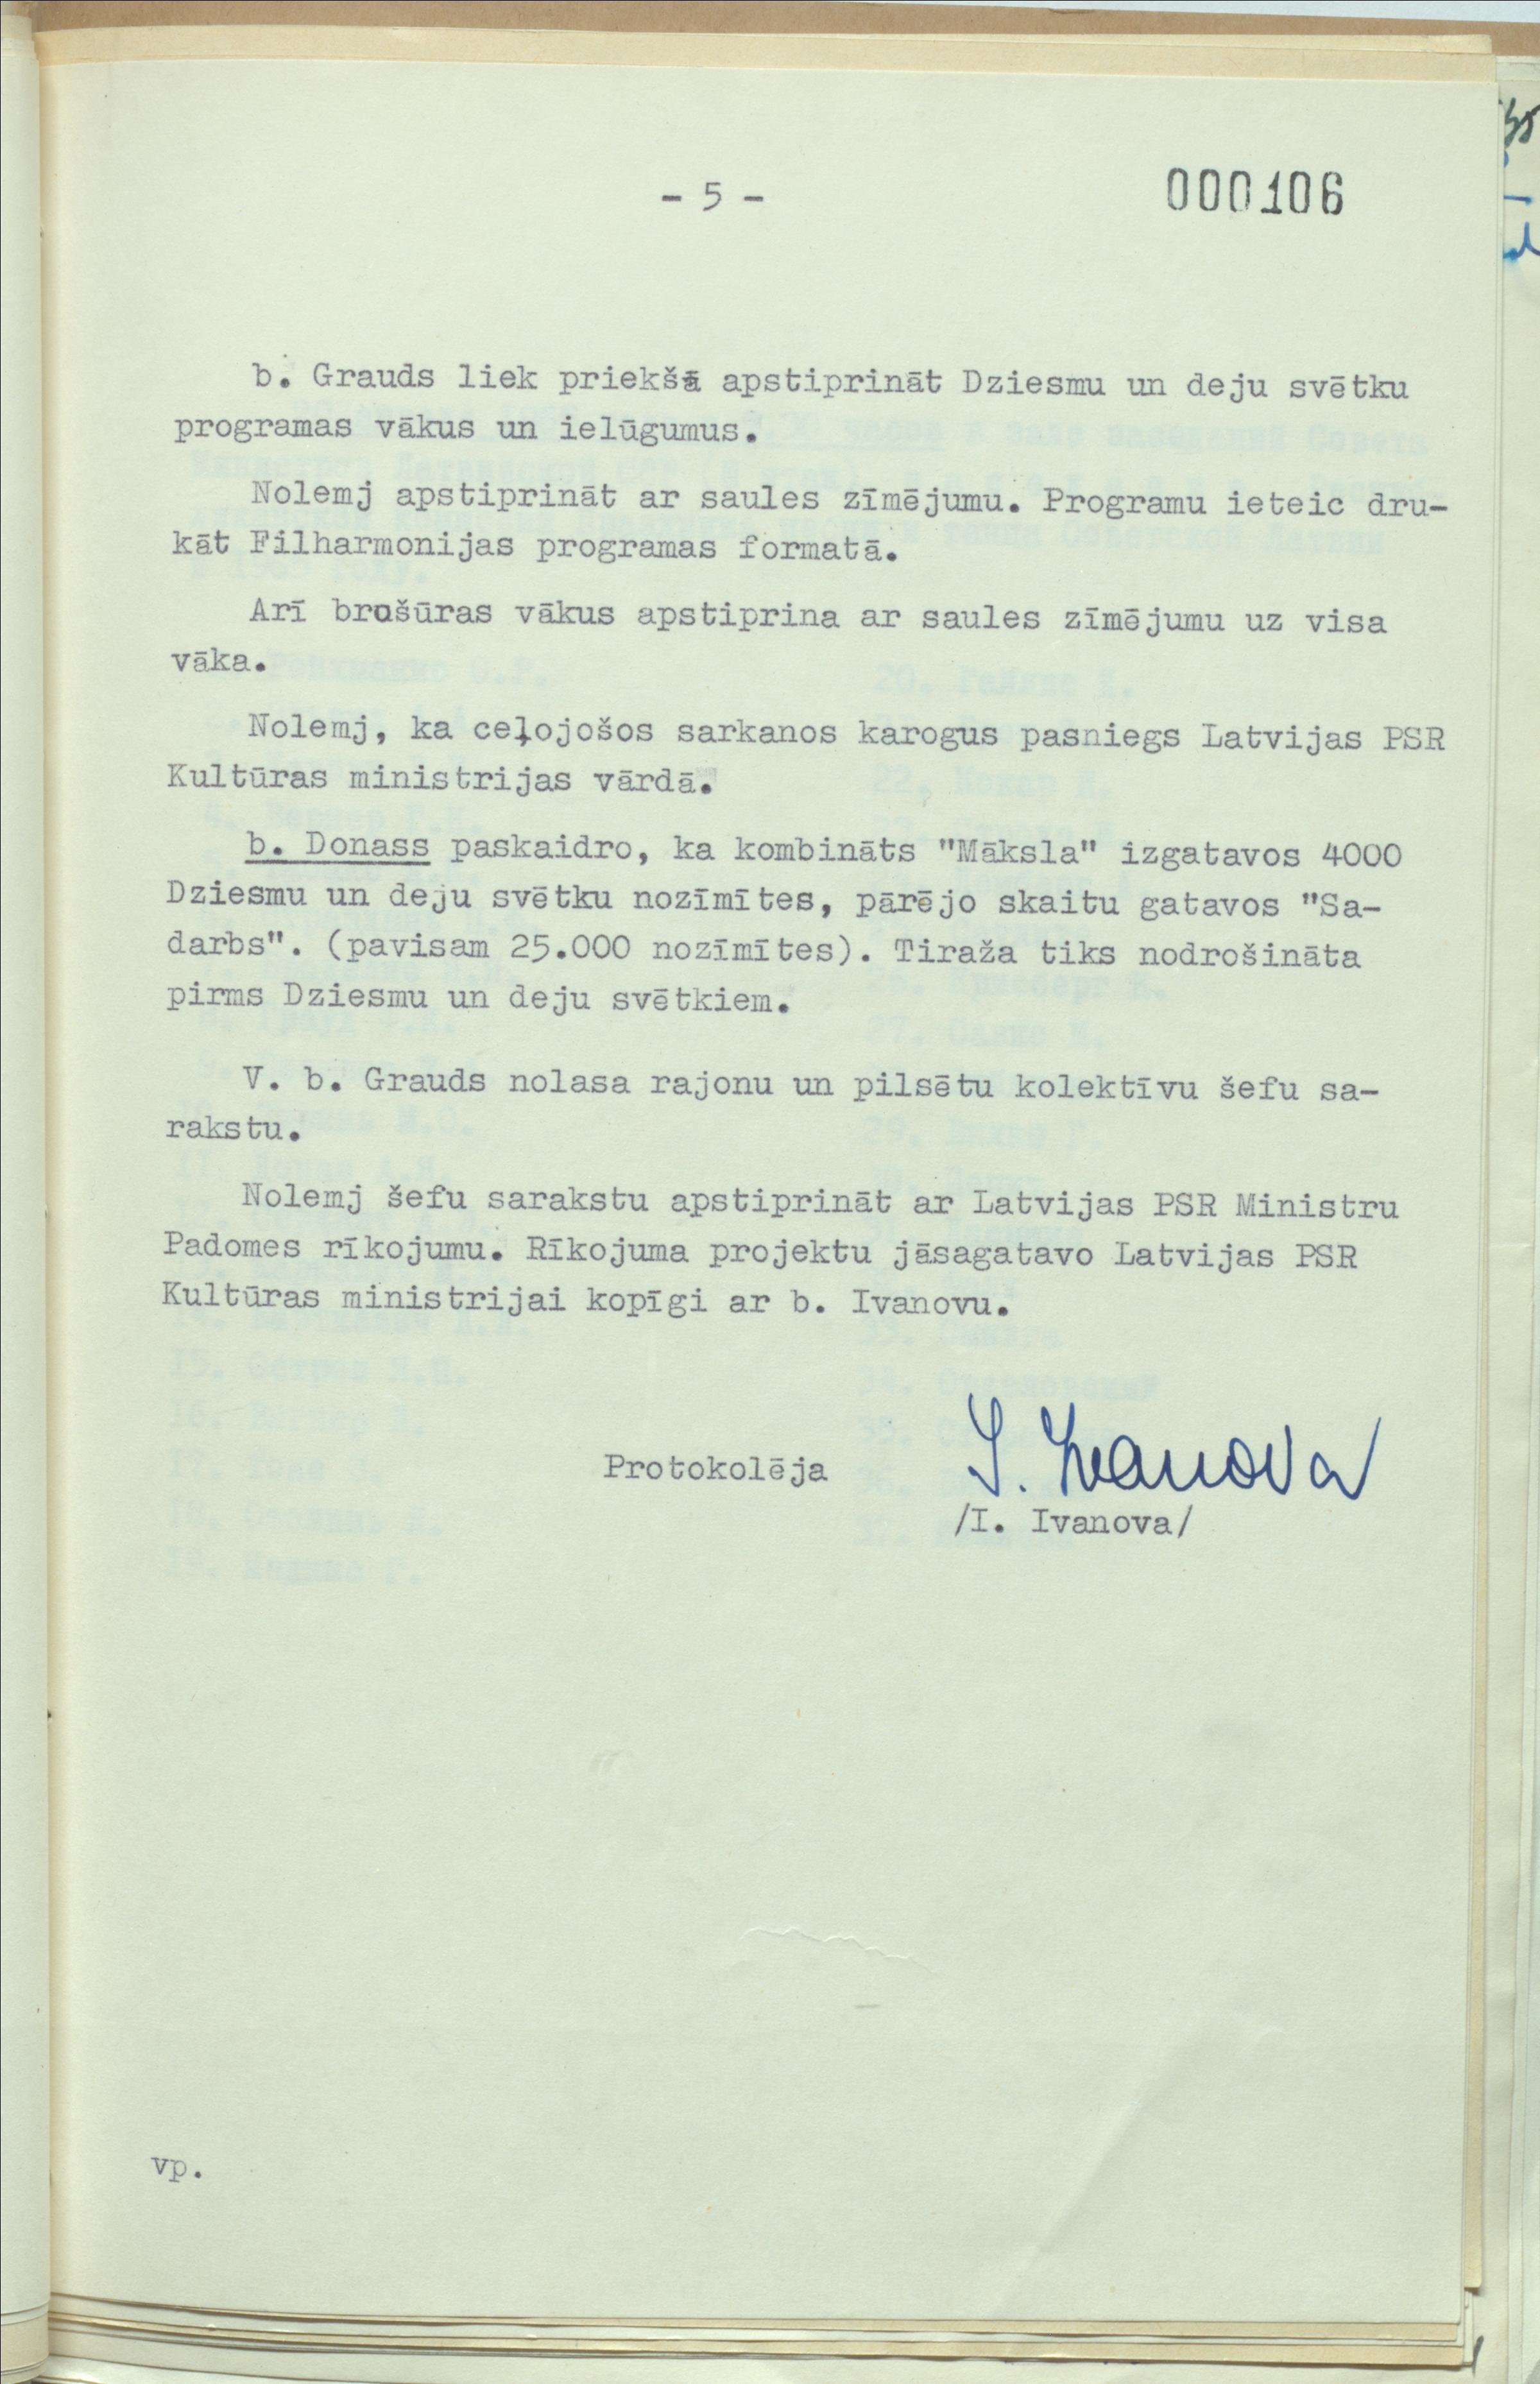 - 5 -
000106
b. Grauds liek priekšā apstiprināt Dziesmu un deju svētku
programas vākus un ielūgumus.
Nolemj apstiprināt ar saules zīmējumu. Programu ieteic dru-
kāt Filharmonijas programas formatā.
Arī brošūras vākus apstiprina ar saules zīmējumu uz visa
vāka.
Nolemj, ka ceļojošos sarkanos karogus pasniegs Latvijas PSR
Kultūras ministrijas vārdā.
b. Donass paskaidro, ka kombināts "Māksla" izgatavos 4000
Dziesmu un deju svētku nozīmītes, pārējo skaitu gatavos "Sa-
darbs". (pavisam 25.000 nozīmītes). Tiraža tiks nodrošināta
pirms Dziesmu un deju svētkiem.
V. b. Grauds nolasa rajonu un pilsētu kolektīvu šefu sa-
rakstu.
Nolemj šefu sarakstu apstiprināt ar Latvijas PSR Ministru
Padomes rīkojumu. Rīkojuma projektu jāsagatavo Latvijas PSR
Kultūras ministrijai kopīgi ar b. Ivanovu.
Protokolēja I. Ivanova
/I. Ivanova/
vp.